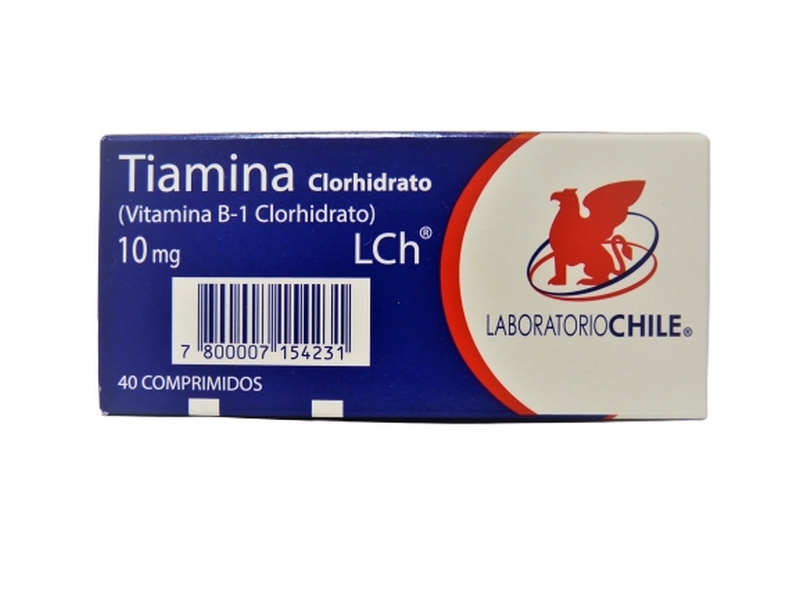 Tiamina Clorhidrato
(Vitamina B-1 Clorhidrato)
10 mg LCh®
7 800007 154231
40 COMPRIMIDOS
LABORATORIOCHILE®